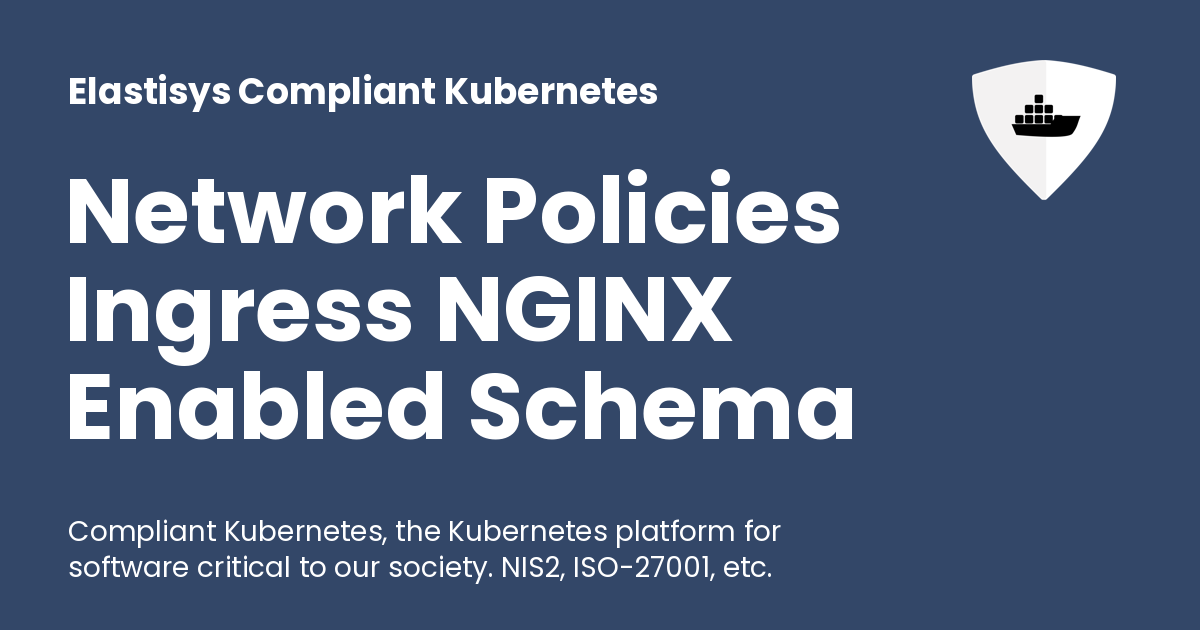 Elastisys Compliant Kubernetes
Network Policies
Ingress NGINX
Enabled Schema
Compliant Kubernetes, the Kubernetes platform for
software critical to our society. NIS2, ISO-27001, etc.